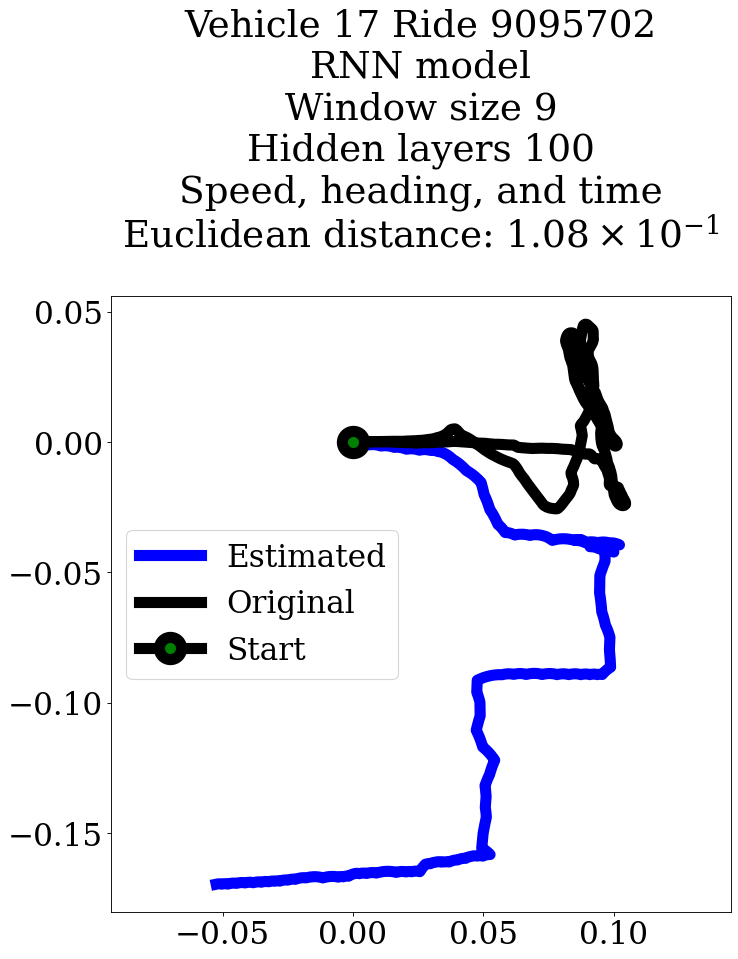 Vehicle 17 Ride 9095702
RNN model
Window size 9
Hidden layers 100
Speed, heading, and time
Euclidean distance: 1.08 × 10⁻¹
0.05
0.00
−0.05
−0.10
−0.15
Estimated
Original
Start
−0.05 0.00 0.05 0.10